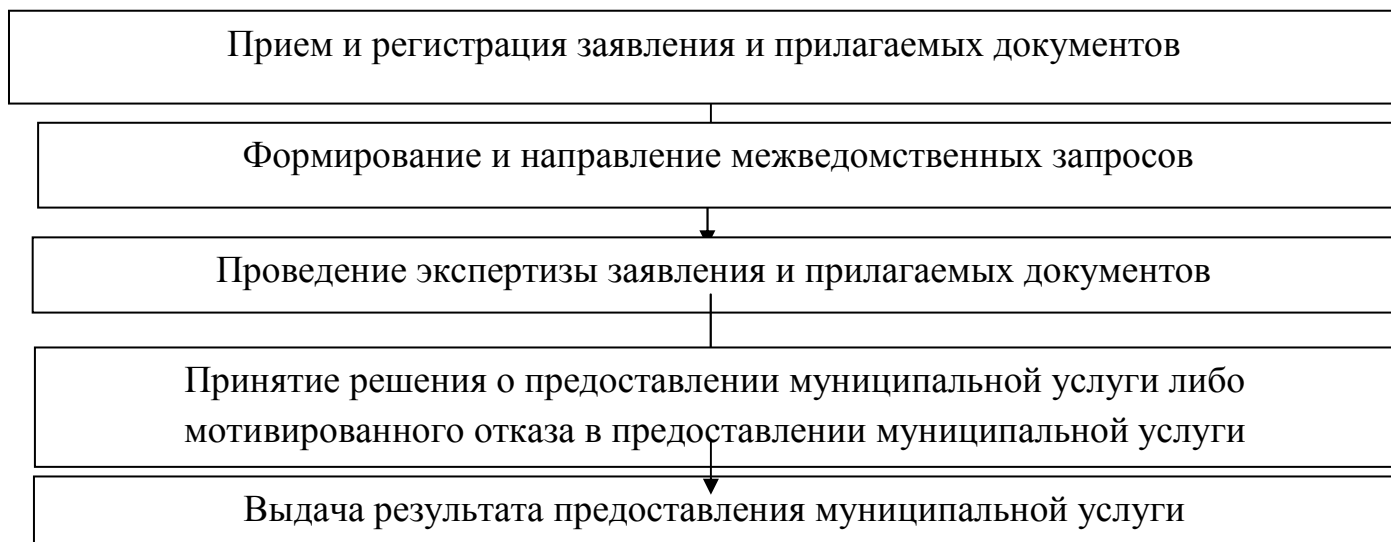 Прием и регистрация заявления и прилагаемых документов
Формирование и направление межведомственных запросов
Проведение экспертизы заявления и прилагаемых документов
Принятие решения о предоставлении муниципальной услуги либо
мотивированного отказа в предоставлении муниципальной услуги
Выдача результата предоставления муниципальной услуги